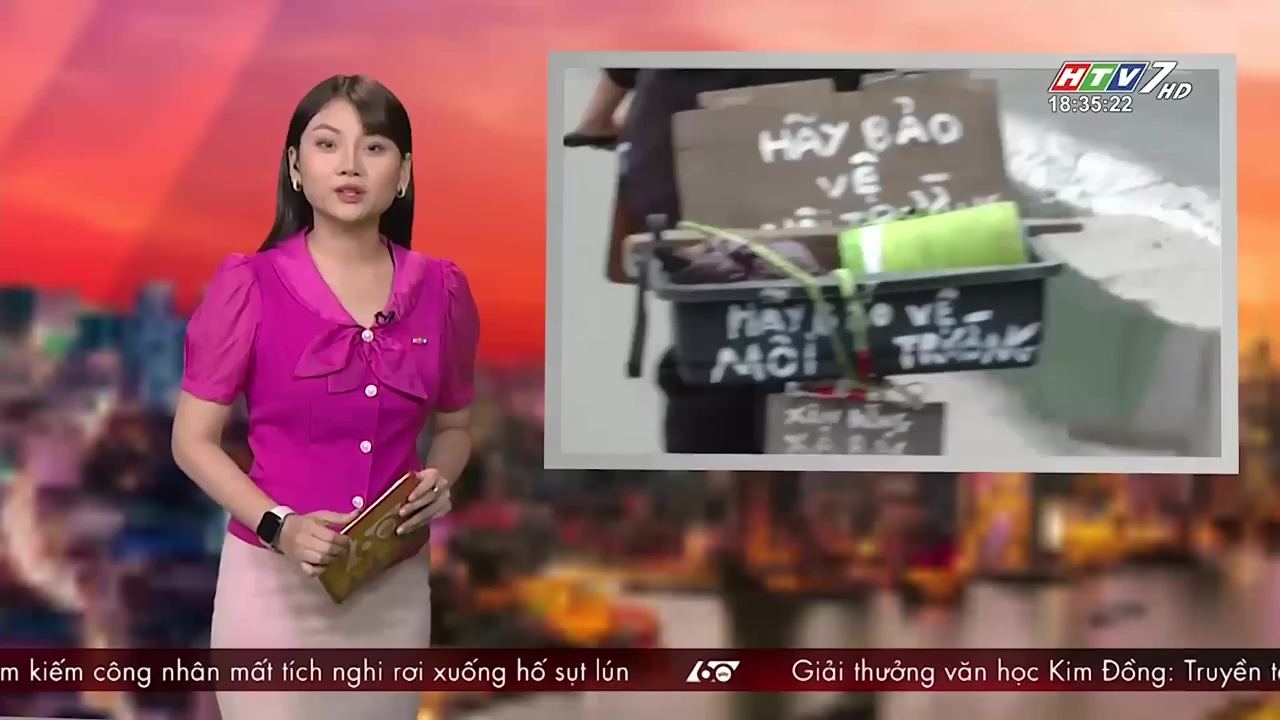 HTV7 HD
18:35:22
HÃY BẢO
VỆ
HÃY BẢO VỆ
MÔI TRƯỜNG
m kiếm công nhân mất tích nghi rơi xuống hố sụt lún
60
Giải thưởng văn học Kim Đồng: Truyền t